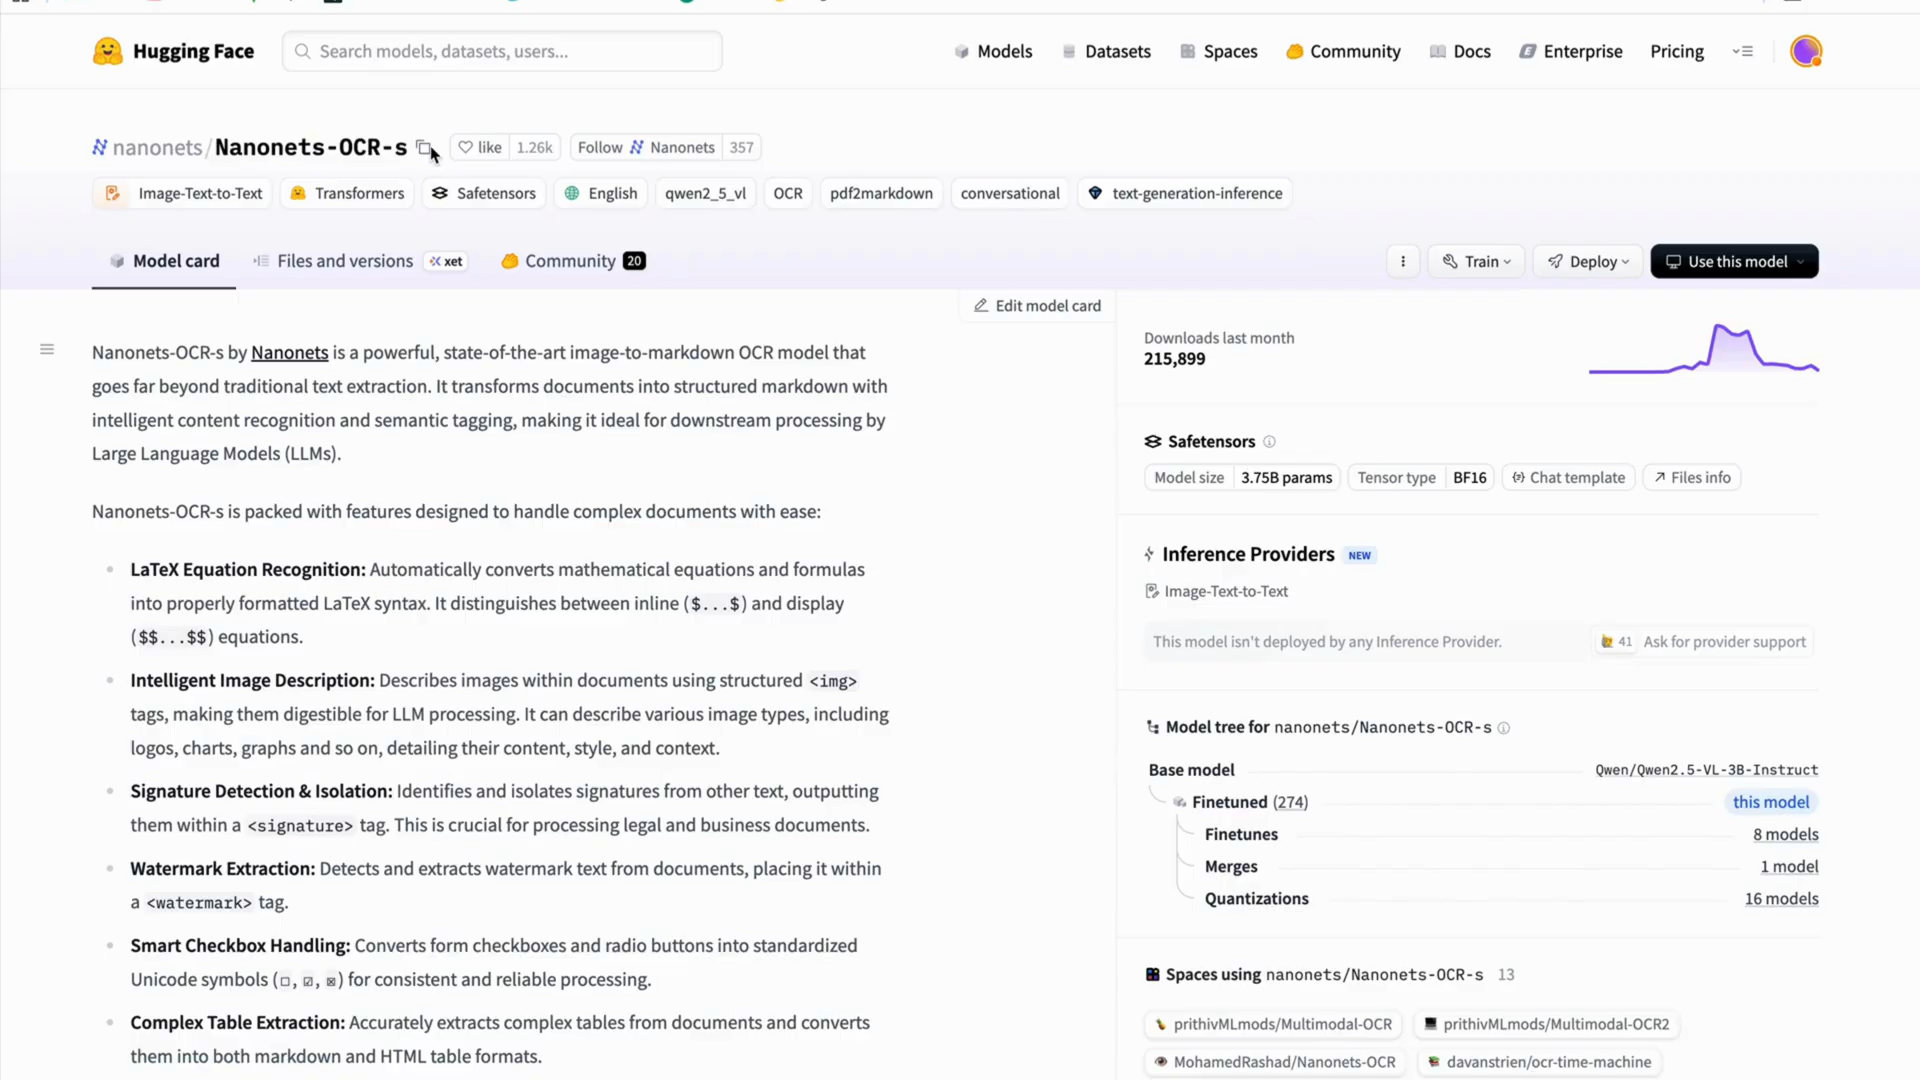 Hugging Face
Search models, datasets, users...
Models
Datasets
Spaces
Community
Docs
Enterprise
Pricing
nanonets/Nanonets-OCR-s
like 1.26k
Follow Nanonets 357
Image-Text-to-Text
Transformers
Safetensors
English
qwen2_5_vl
OCR
pdf2markdown
conversational
text-generation-inference
Model card
Files and versions
xet
Community 20
Train
Deploy
Use this model
Edit model card
Nanonets-OCR-s by Nanonets is a powerful, state-of-the-art image-to-markdown OCR model that
goes far beyond traditional text extraction. It transforms documents into structured markdown with
intelligent content recognition and semantic tagging, making it ideal for downstream processing by
Large Language Models (LLMs).
Nanonets-OCR-s is packed with features designed to handle complex documents with ease:
LaTeX Equation Recognition: Automatically converts mathematical equations and formulas
into properly formatted LaTeX syntax. It distinguishes between inline ($...$) and display
($$...$$) equations.
Intelligent Image Description: Describes images within documents using structured <img>
tags, making them digestible for LLM processing. It can describe various image types, including
logos, charts, graphs and so on, detailing their content, style, and context.
Signature Detection & Isolation: Identifies and isolates signatures from other text, outputting
them within a <signature> tag. This is crucial for processing legal and business documents.
Watermark Extraction: Detects and extracts watermark text from documents, placing it within
a <watermark> tag.
Smart Checkbox Handling: Converts form checkboxes and radio buttons into standardized
Unicode symbols (☐, ☑, ☒) for consistent and reliable processing.
Complex Table Extraction: Accurately extracts complex tables from documents and converts
them into both markdown and HTML table formats.
Downloads last month
215,899
Safetensors
Model size 3.75B params
Tensor type BF16
Chat template
Files info
Inference Providers NEW
Image-Text-to-Text
This model isn't deployed by any Inference Provider.
41 Ask for provider support
Model tree for nanonets/Nanonets-OCR-s
Base model Qwen/Qwen2.5-VL-3B-Instruct
Finetuned (274) this model
Finetunes 8 models
Merges 1 model
Quantizations 16 models
Spaces using nanonets/Nanonets-OCR-s 13
prithivMLmods/Multimodal-OCR
prithivMLmods/Multimodal-OCR2
MohamedRashad/Nanonets-OCR
davanstrien/ocr-time-machine